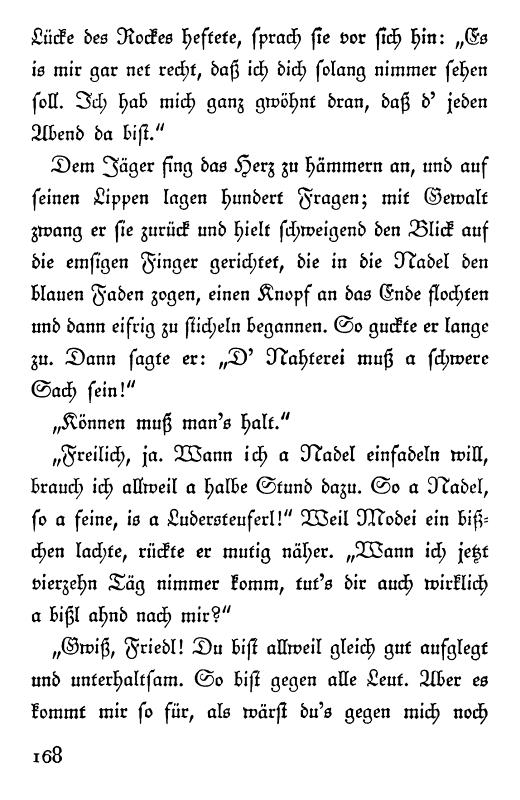 Lücke des Rockes heftete, sprach sie vor sich hin: „Es
is mir gar net recht, daß ich dich solang nimmer sehen
soll. Ich hab mich ganz gwöhnt dran, daß d' jeden
Abend da bist.“
Dem Jäger fing das Herz zu hämmern an, und auf
seinen Lippen lagen hundert Fragen; mit Gewalt
zwang er sie zurück und hielt schweigend den Blick auf
die emsigen Finger gerichtet, die in die Nadel den
blauen Faden zogen, einen Knopf an das Ende flochten
und dann eifrig zu sticheln begannen. So guckte er lange
zu. Dann sagte er: „D' Nahterei muß a schwere
Sach sein!“
„Können muß man's halt.“
„Freilich, ja. Wann ich a Nadel einfadeln will,
brauch ich allweil a halbe Stund dazu. So a Nadel,
so a feine, is a Ludersteuferl!“ Weil Modei ein biß-
chen lachte, rückte er mutig näher. „Wann ich jetzt
vierzehn Täg nimmer komm, tut's dir auch wirklich
a bißl ahnd nach mir?“
„Gwiß, Friedl! Du bist allweil gleich gut aufglegt
und unterhaltsam. So bist gegen alle Leut. Aber es
kommt mir so für, als wärst du's gegen mich noch
168